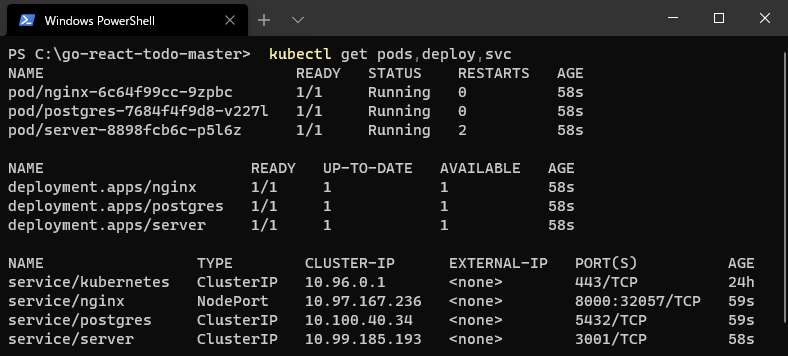 Windows PowerShell
PS C:\go-react-todo-master>  kubectl get pods,deploy,svc
NAME                            READY   STATUS    RESTARTS   AGE
pod/nginx-6c64f99cc-9zpbc       1/1     Running   0          58s
pod/postgres-7684f4f9d8-v227l   1/1     Running   0          58s
pod/server-8898fcb6c-p5l6z      1/1     Running   2          58s
NAME                       READY   UP-TO-DATE   AVAILABLE   AGE
deployment.apps/nginx      1/1     1            1           58s
deployment.apps/postgres   1/1     1            1           58s
deployment.apps/server     1/1     1            1           58s
NAME                 TYPE        CLUSTER-IP      EXTERNAL-IP   PORT(S)          AGE
service/kubernetes   ClusterIP   10.96.0.1       <none>        443/TCP          24h
service/nginx        NodePort    10.97.167.236   <none>        8000:32057/TCP   59s
service/postgres     ClusterIP   10.100.40.34    <none>        5432/TCP         59s
service/server       ClusterIP   10.99.185.193   <none>        3001/TCP         58s